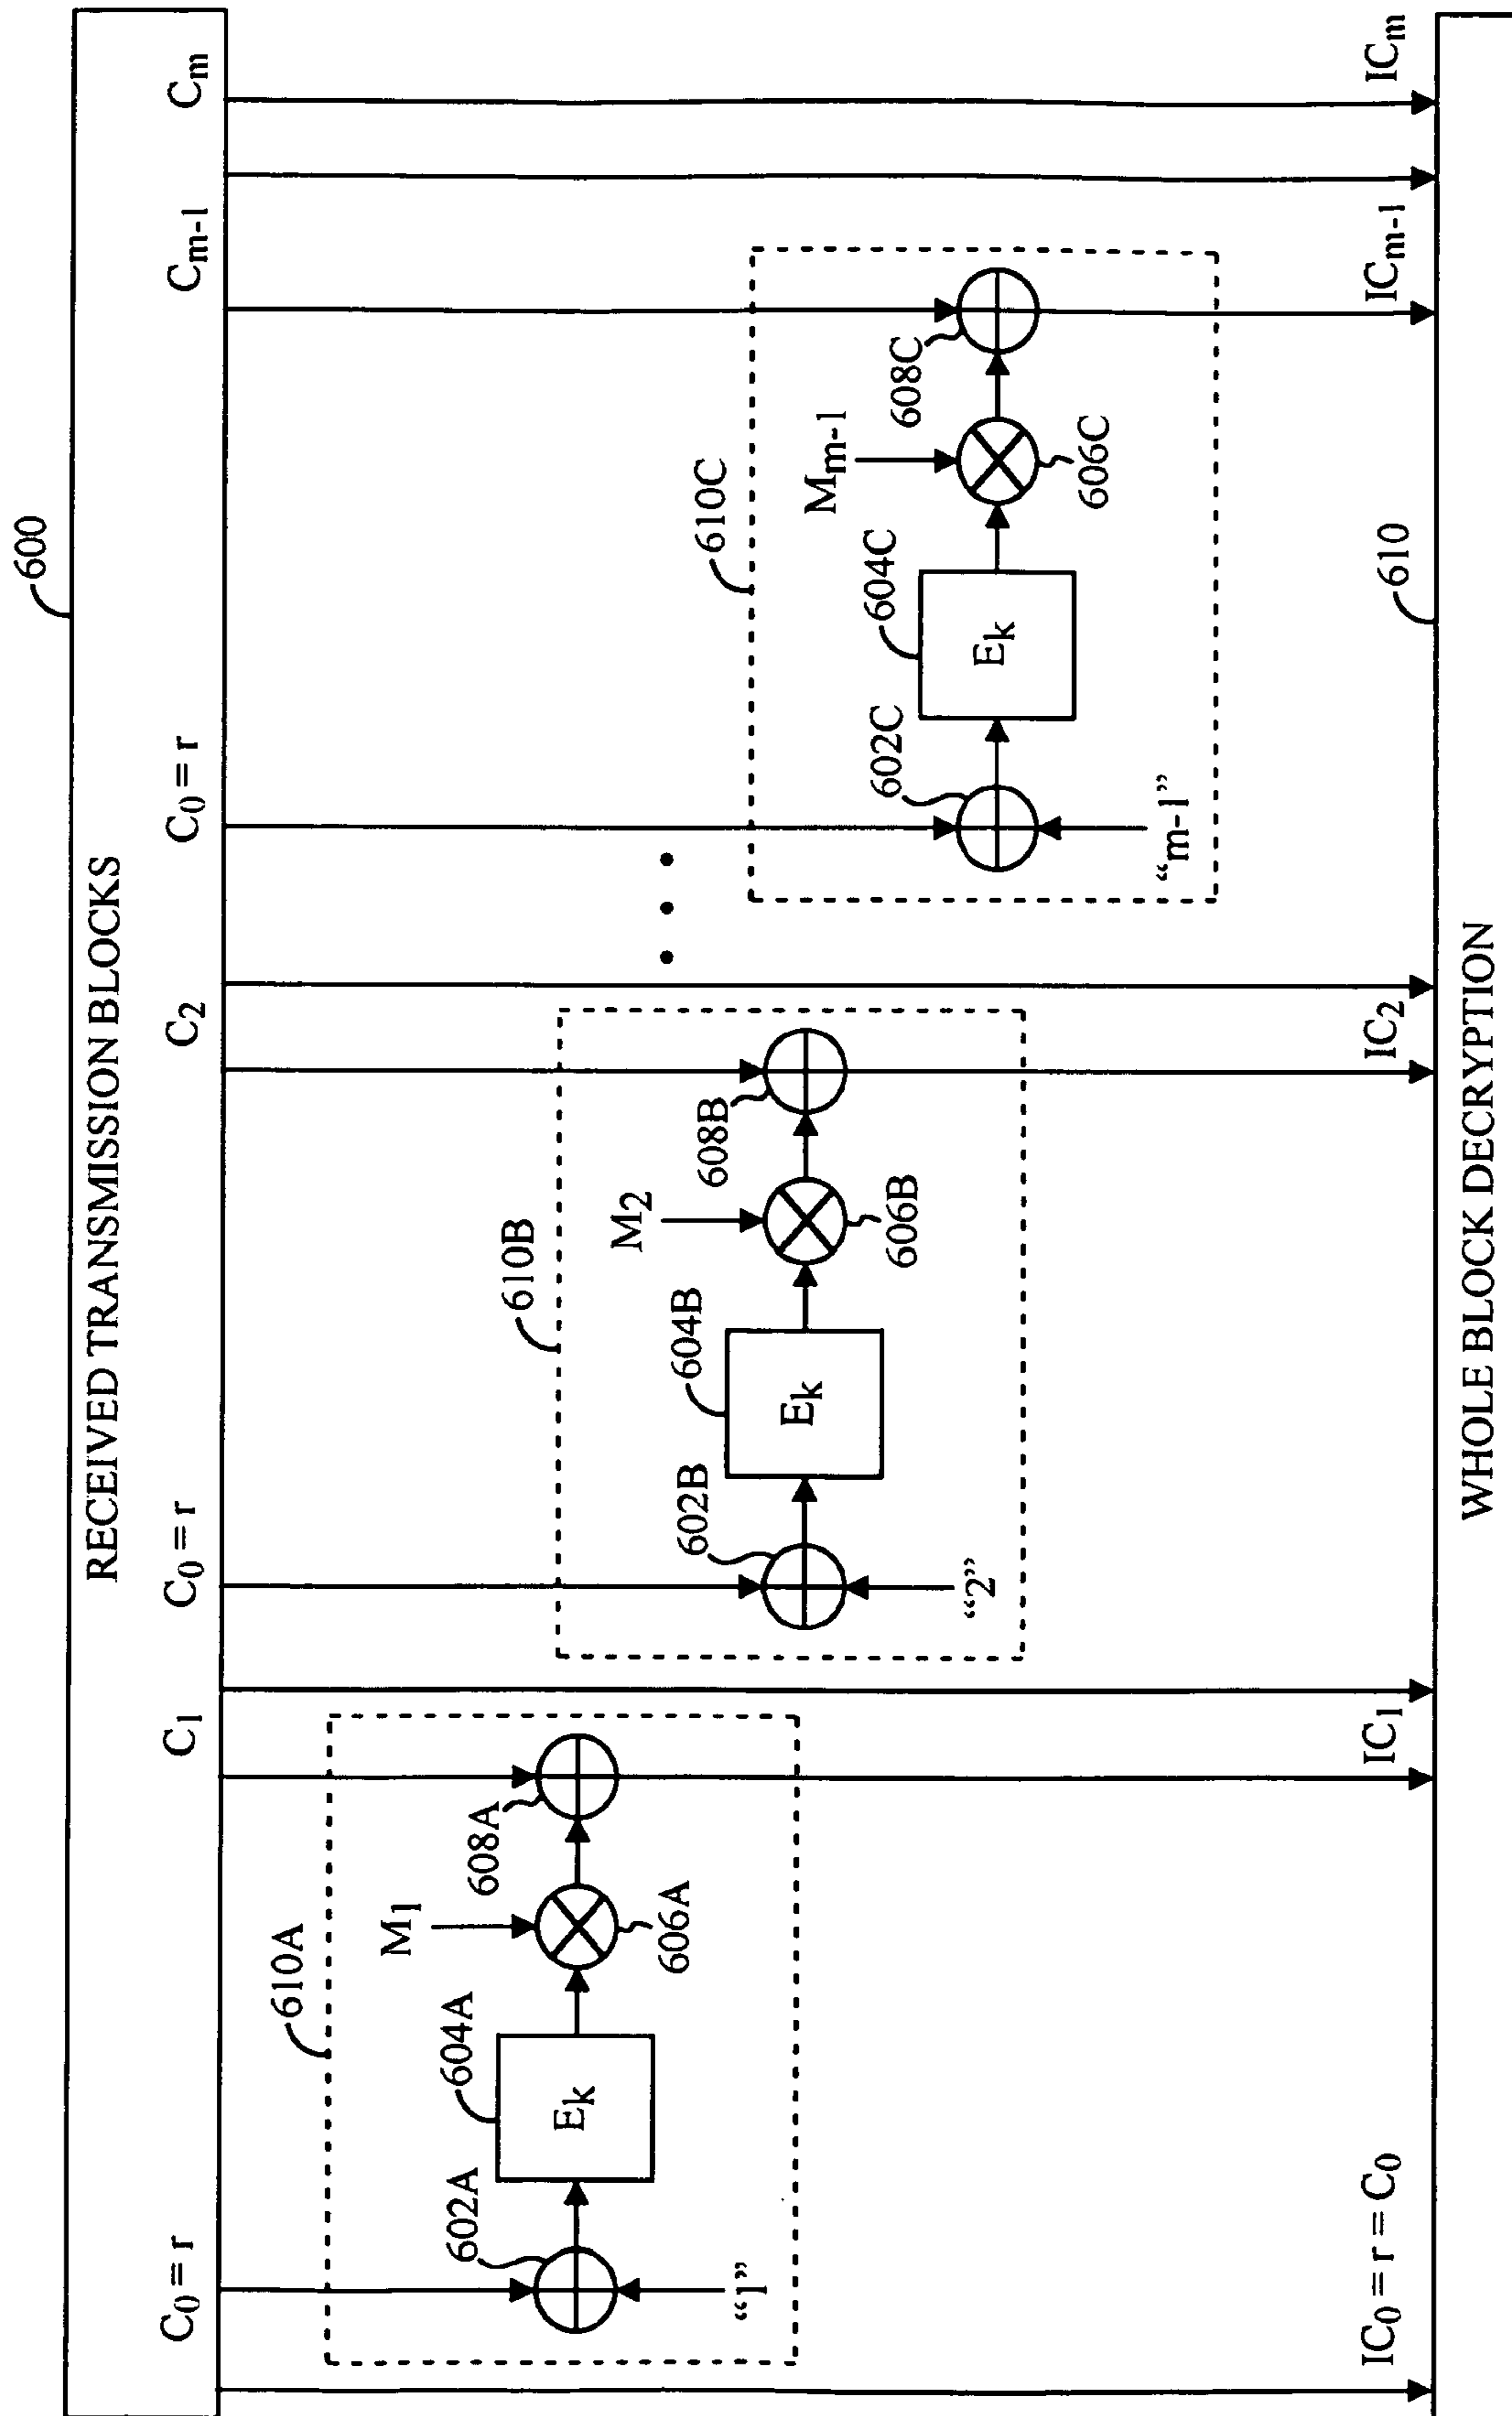 600
RECEIVED TRANSMISSION BLOCKS
C0 = r
C1
C0 = r
C2
C0 = r
Cm-1
Cm
610A
M1
602A
604A
Ek
608A
606A
“1”
610B
M2
602B
604B
Ek
608B
606B
“2”
• • •
610C
Mm-1
602C
604C
Ek
608C
606C
“m-1”
IC0 = r = C0
IC1
IC2
ICm-1
ICm
610
WHOLE BLOCK DECRYPTION